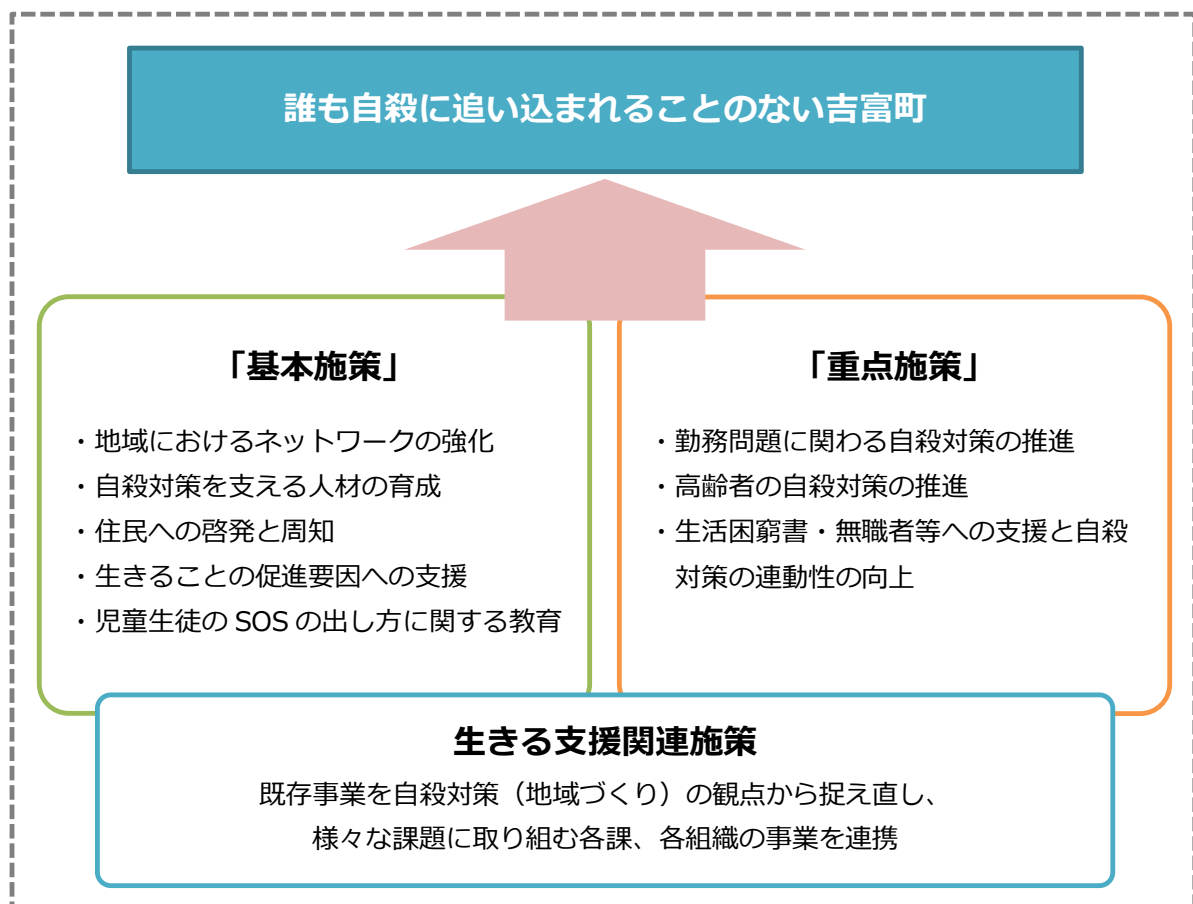 誰も自殺に追い込まれることのない吉富町
「基本施策」
・地域におけるネットワークの強化
・自殺対策を支える人材の育成
・住民への啓発と周知
・生きることの促進要因への支援
・児童生徒の SOS の出し方に関する教育
「重点施策」
・勤務問題に関わる自殺対策の推進
・高齢者の自殺対策の推進
・生活困窮書・無職者等への支援と自殺
対策の連動性の向上
生きる支援関連施策
既存事業を自殺対策（地域づくり）の観点から捉え直し、
様々な課題に取り組む各課、各組織の事業を連携